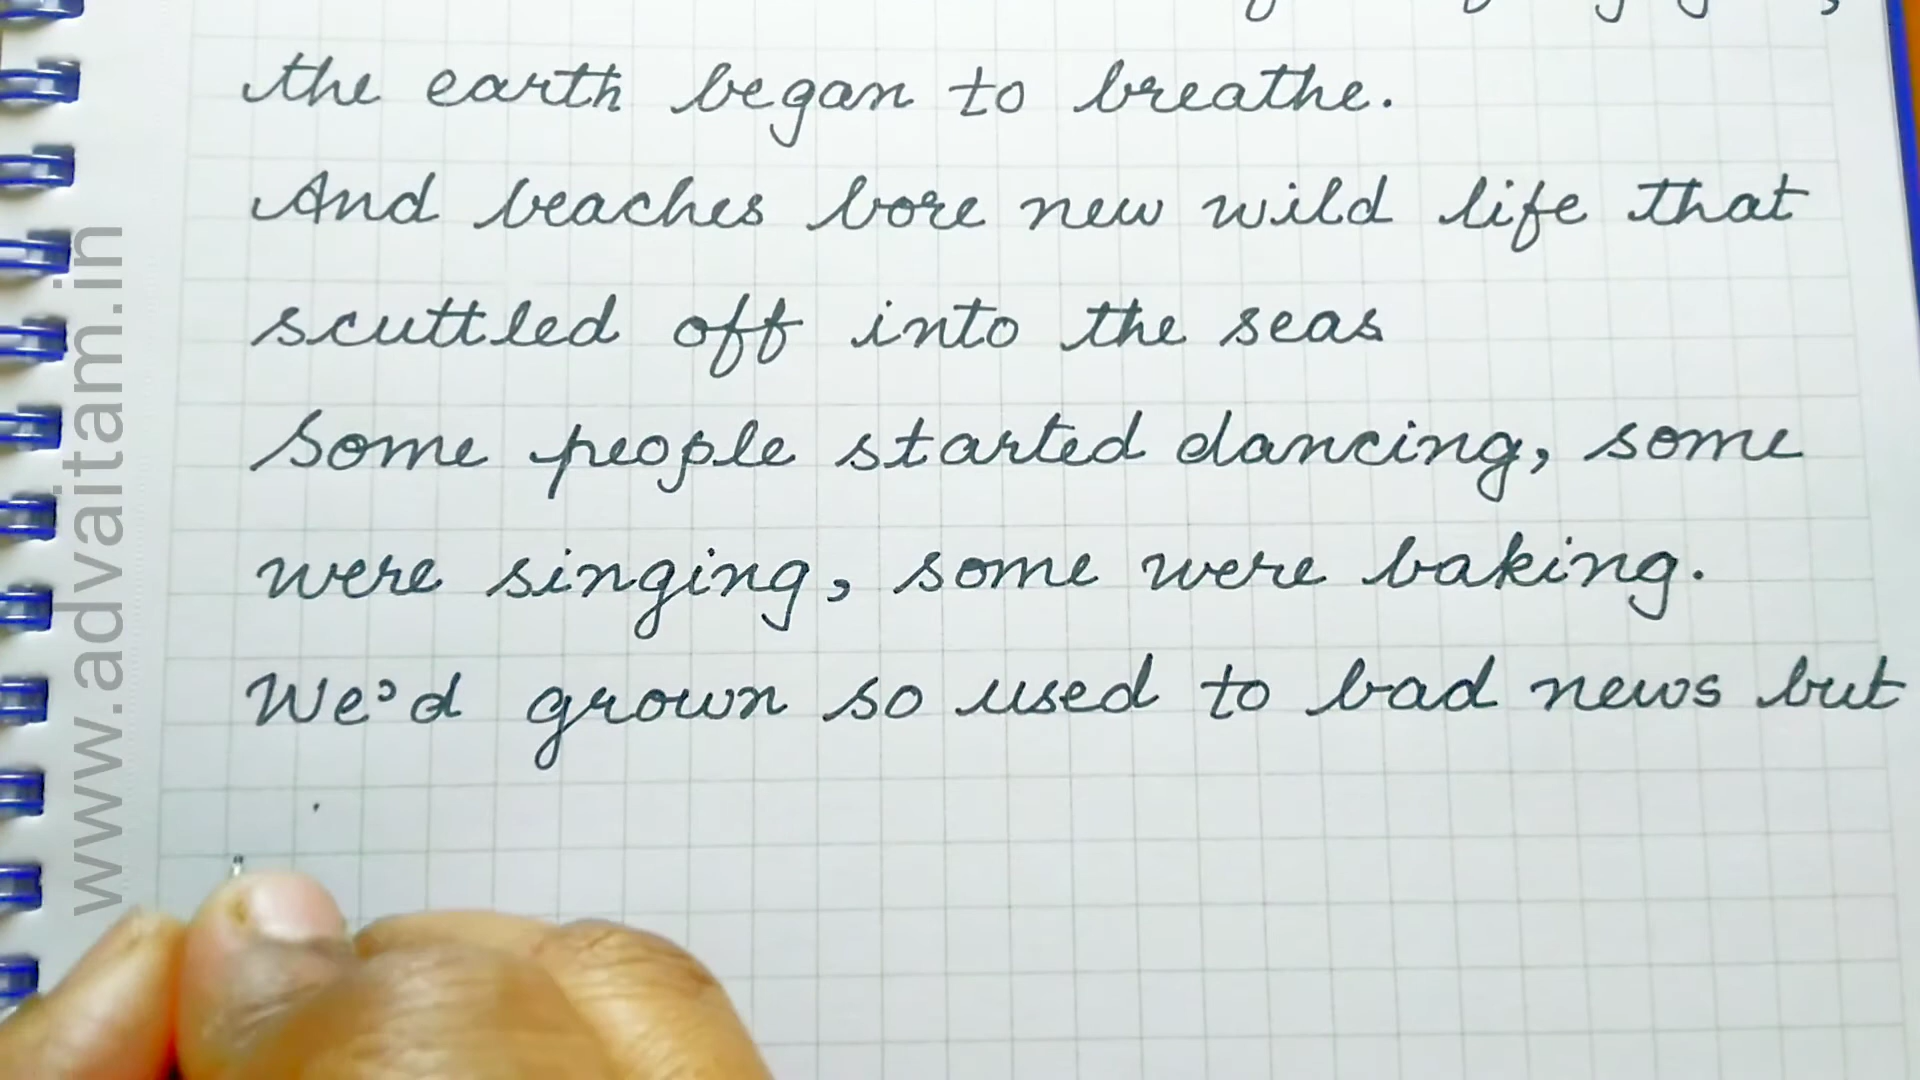 the earth began to breathe.
And beaches bore new wild life that
scuttled off into the seas
Some people started dancing, some
were singing, some were baking.
We'd grown so used to bad news but
www.advaitam.in